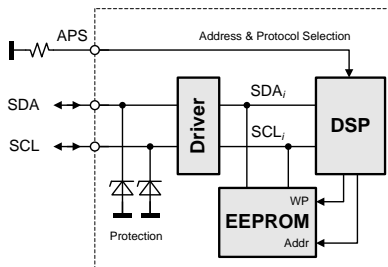 APS
Address & Protocol Selection
SDA
SDAi
SCL
SCLi
Driver
DSP
Protection
WP
EEPROM
Addr